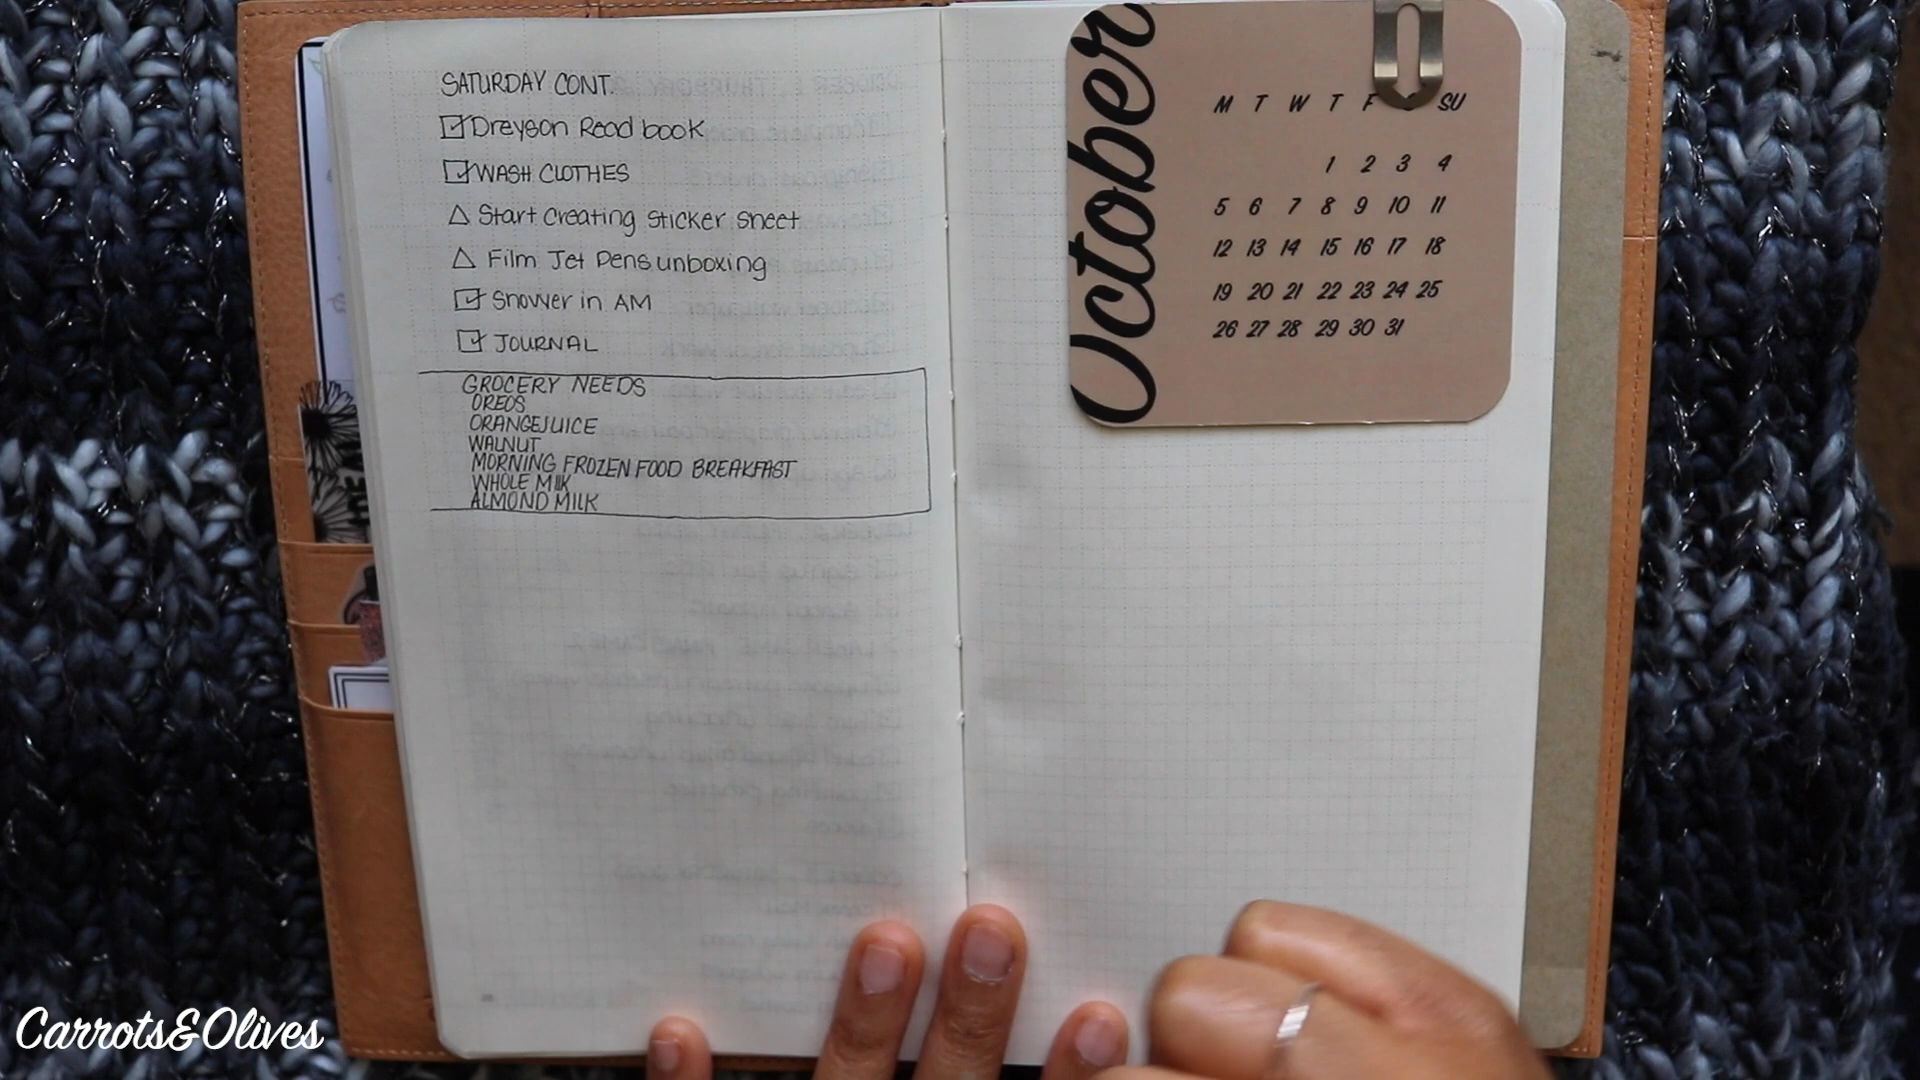 SATURDAY CONT.
Dreyson Read book
WASH CLOTHES
Start Creating Sticker Sheet
Film Jet Pens unboxing
Shower in AM
JOURNAL
GROCERY NEEDS
OREOS
ORANGEJUICE
WALNUT
MORNING FROZEN FOOD BREAKFAST
WHOLE MILK
ALMOND MILK
October
M T W T F SU
1 2 3 4
5 6 7 8 9 10 11
12 13 14 15 16 17 18
19 20 21 22 23 24 25
26 27 28 29 30 31
Carrots&Olives